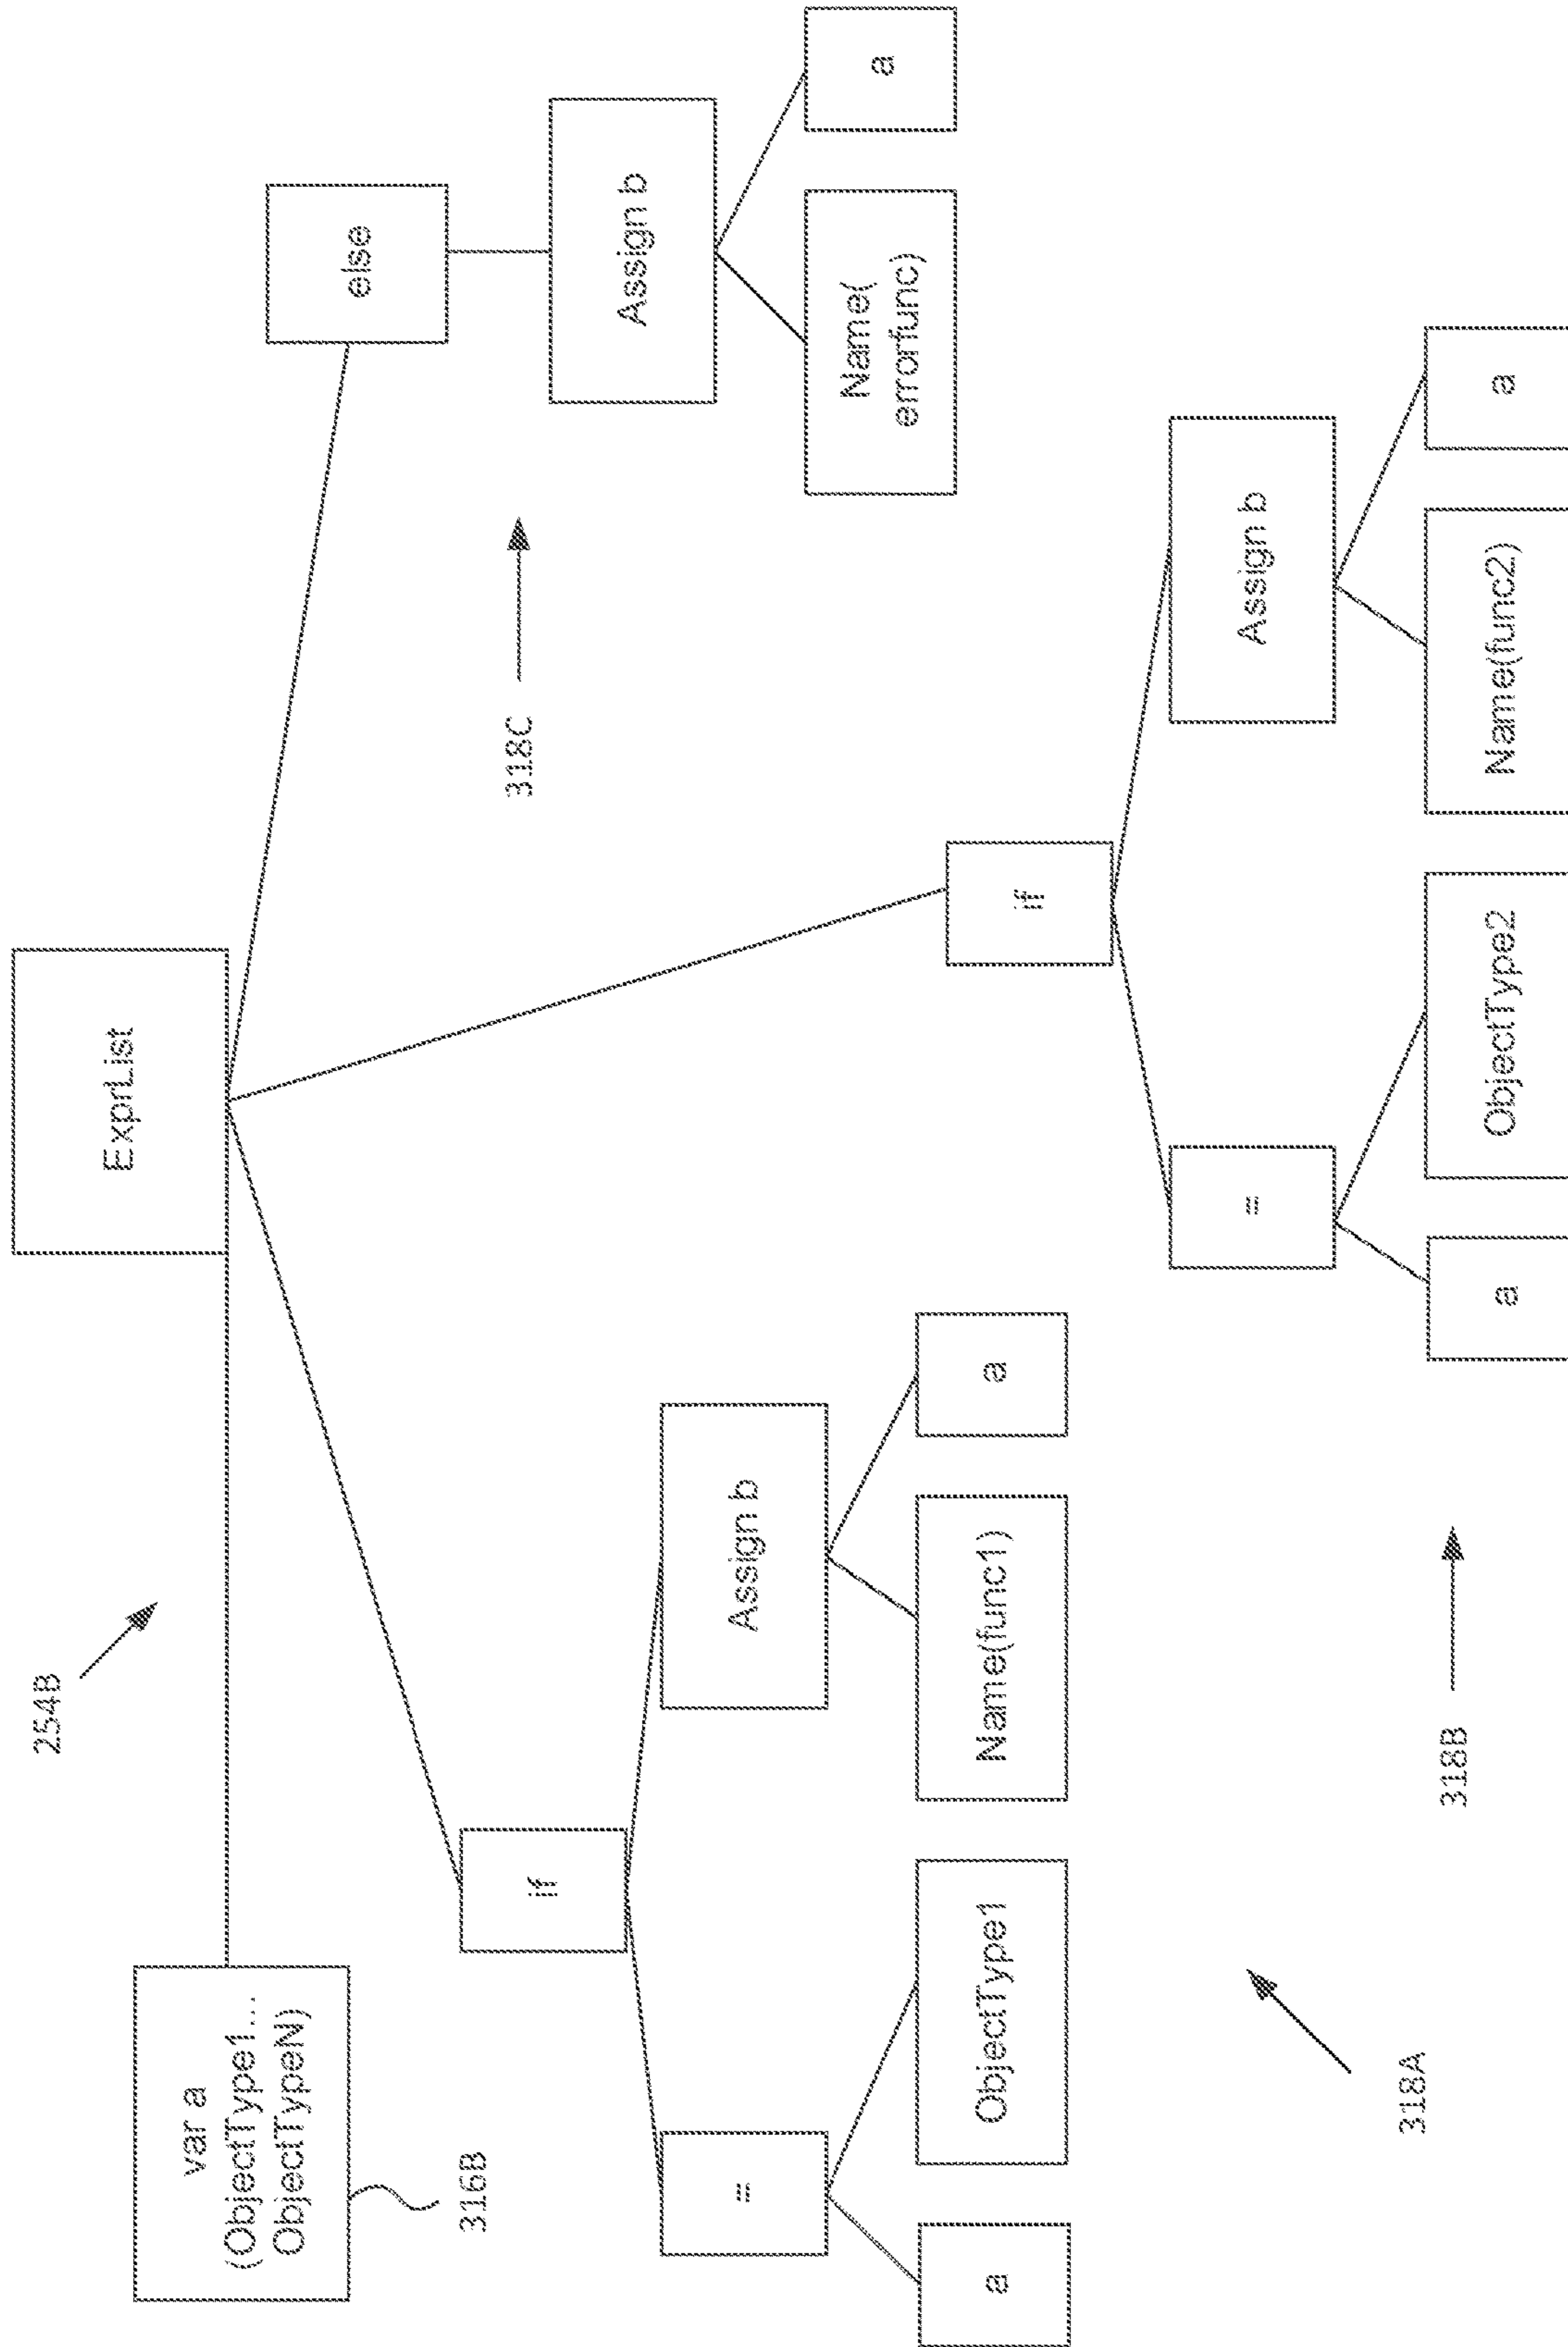 ExprList
254B
var a
(ObjectType1...
ObjectTypeN)
316B
if
=
a
ObjectType1
Assign b
Name(func1)
a
318A
if
=
a
ObjectType2
Assign b
Name(func2)
a
318B
else
Assign b
Name(
errorfunc)
a
318C